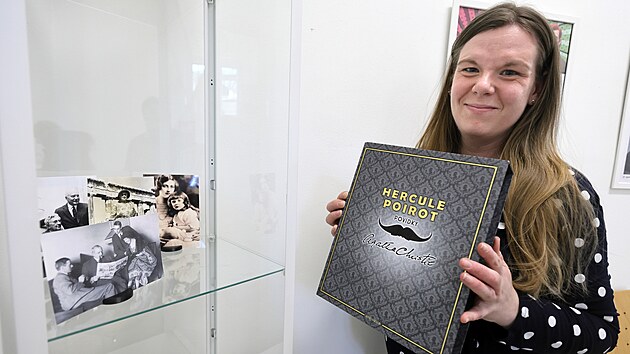 HERCULE
POIROT
POVÍDKY
Agatha Christie